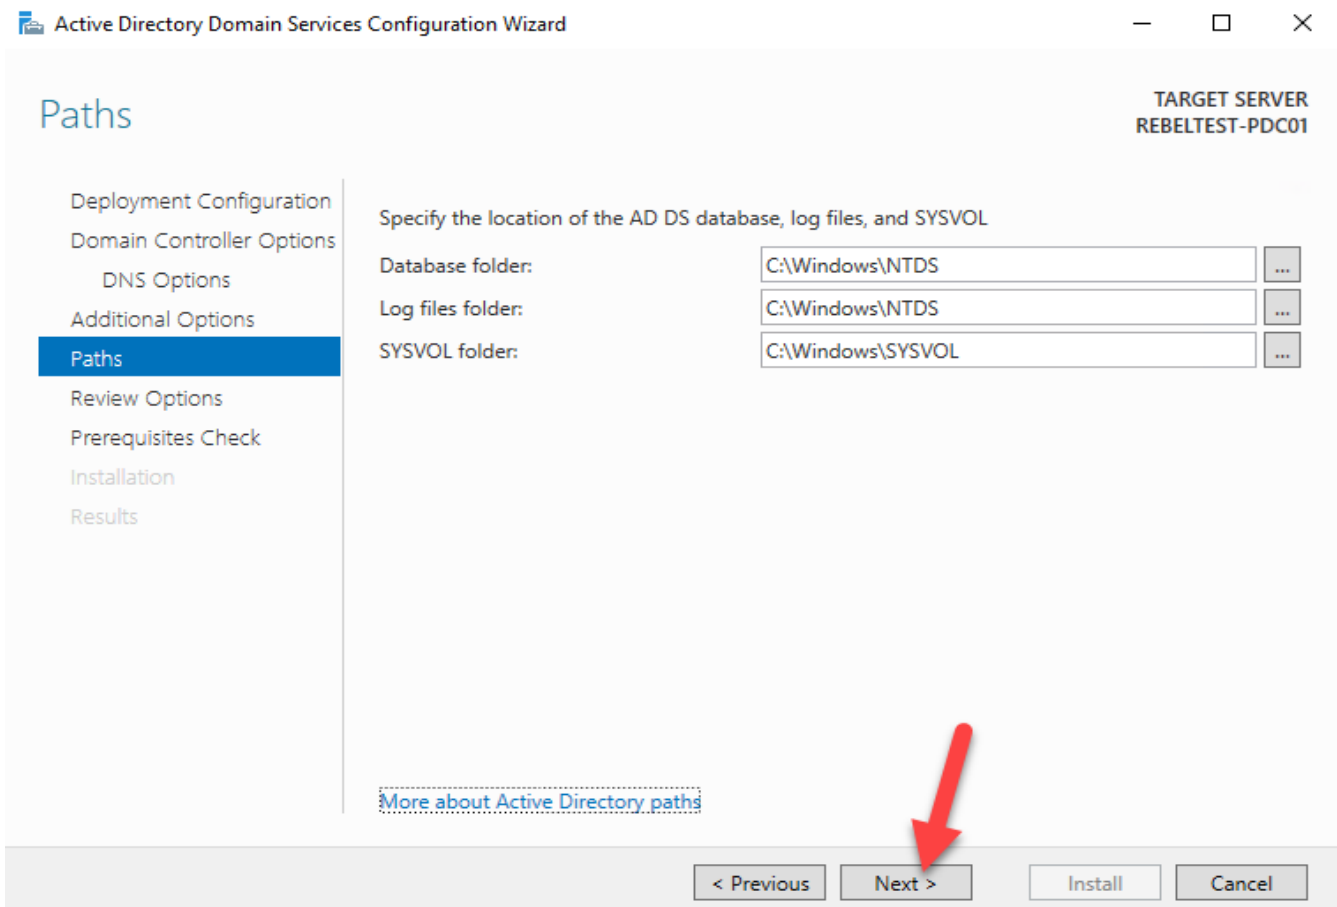 Active Directory Domain Services Configuration Wizard
Paths
TARGET SERVER
REBELTEST-PDC01
Deployment Configuration
Domain Controller Options
DNS Options
Additional Options
Paths
Review Options
Prerequisites Check
Installation
Results
Specify the location of the AD DS database, log files, and SYSVOL
Database folder: C:\Windows\NTDS ...
Log files folder: C:\Windows\NTDS ...
SYSVOL folder: C:\Windows\SYSVOL ...
More about Active Directory paths
< Previous Next > Install Cancel